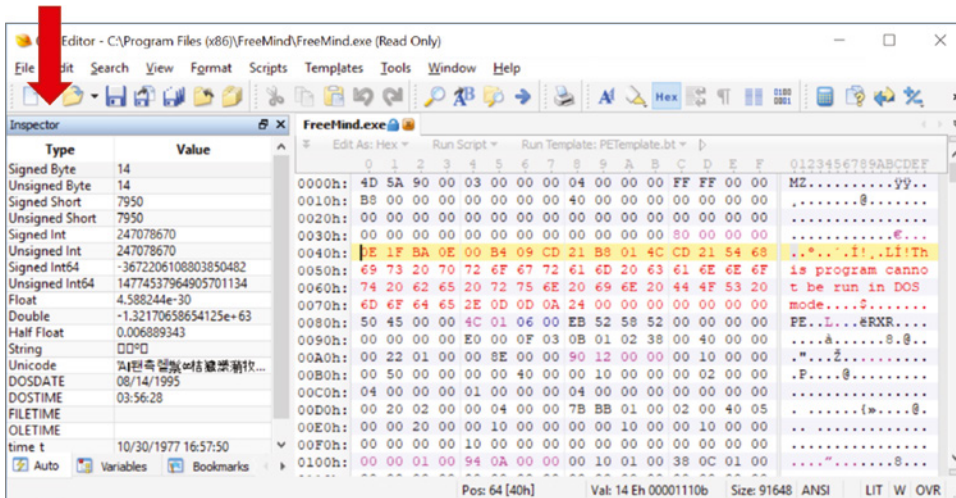 Editor - C:\Program Files (x86)\FreeMind\FreeMind.exe (Read Only)
File Edit Search View Format Scripts Templates Tools Window Help
Hex
Inspector
FreeMind.exe
Edit As: Hex Run Script Run Template: PETemplate.bt
Type Value
0 1 2 3 4 5 6 7 8 9 A B C D E F 0123456789ABCDEF
Signed Byte 14
Unsigned Byte 14
Signed Short 7950
Unsigned Short 7950
Signed Int 247078670
Unsigned Int 247078670
Signed Int64 -3672206108803850482
Unsigned Int64 14774537964905701134
Float 4.588244e-30
Double -1.32170658654125e+63
Half Float 0.006889343
String
Unicode
DOSDATE 08/14/1995
DOSTIME 03:56:28
FILETIME
OLETIME
time t 10/30/1977 16:57:50
0000h: 4D 5A 90 00 03 00 00 00 04 00 00 00 FF FF 00 00 MZ..........ÿÿ..
0010h: B8 00 00 00 00 00 00 00 40 00 00 00 00 00 00 00 ¸.......@.......
0020h: 00 00 00 00 00 00 00 00 00 00 00 00 00 00 00 00 ................
0030h: 00 00 00 00 00 00 00 00 00 00 00 00 80 00 00 00 ............€...
0040h: 0E 1F BA 0E 00 B4 09 CD 21 B8 01 4C CD 21 54 68 ..º..´.Í!¸.LÍ!Th
0050h: 69 73 20 70 72 6F 67 72 61 6D 20 63 61 6E 6E 6F is program canno
0060h: 74 20 62 65 20 72 75 6E 20 69 6E 20 44 4F 53 20 t be run in DOS
0070h: 6D 6F 64 65 2E 0D 0D 0A 24 00 00 00 00 00 00 00 mode....$.......
0080h: 50 45 00 00 4C 01 06 00 EB 52 58 52 00 00 00 00 PE..L...ëRXR....
0090h: 00 00 00 00 E0 00 0F 03 0B 01 02 38 00 40 00 00 ....à......8.@..
00A0h: 00 22 01 00 00 8E 00 00 90 12 00 00 00 10 00 00 ."...Ž..........
00B0h: 00 50 00 00 00 00 40 00 00 10 00 00 00 02 00 00 .P....@.........
00C0h: 04 00 00 00 01 00 00 00 04 00 00 00 00 00 00 00 ................
00D0h: 00 20 02 00 00 04 00 00 7B BB 01 00 02 00 40 05 . ......{»....@.
00E0h: 00 00 20 00 00 10 00 00 00 00 10 00 00 10 00 00 .. .............
00F0h: 00 00 00 00 10 00 00 00 00 00 00 00 00 00 00 00 ................
0100h: 00 00 01 00 94 0A 00 00 00 10 01 00 38 0C 01 00 ....".......8...
Auto Variables Bookmarks
Pos: 64 [40h] Val: 14 Eh 00001110b Size: 91648 ANSI LIT W OVR